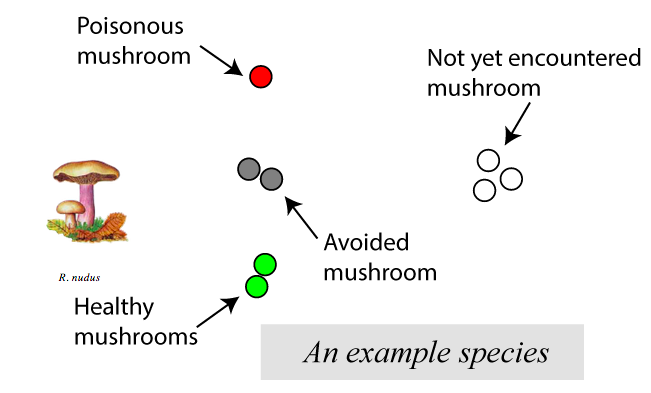 Poisonous
mushroom
Not yet encountered
mushroom
Avoided
mushroom
R. nudus
Healthy
mushrooms
An example species